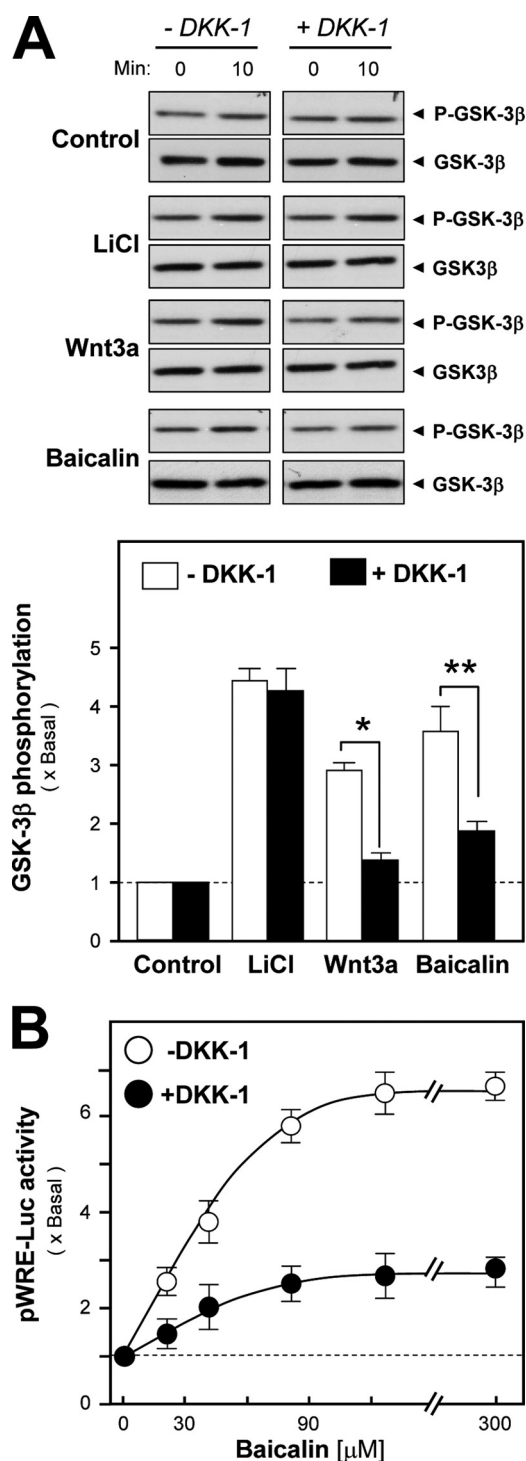 A
- DKK-1 + DKK-1
Min: 0 10 0 10
Control
P-GSK-3β
GSK-3β
LiCl
P-GSK-3β
GSK3β
Wnt3a
P-GSK-3β
GSK3β
Baicalin
P-GSK-3β
GSK-3β
- DKK-1 + DKK-1
GSK-3β phosphorylation
( x Basal )
5
4
3
2
1
0
* **
Control LiCl Wnt3a Baicalin
B
-DKK-1
+DKK-1
pWRE-Luc activity
( x Basal )
6
4
2
0
0 30 90 300
Baicalin [µM]